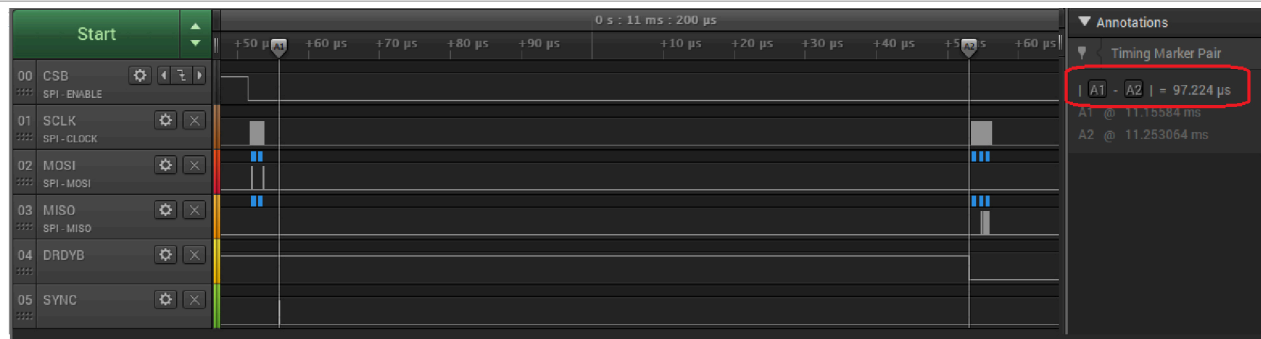 Start
0 s : 11 ms : 200 µs
+50 µ A1 +60 µs +70 µs +80 µs +90 µs +10 µs +20 µs +30 µs +40 µs +5 A2 s +60 µs
00 CSB
SPI - ENABLE
01 SCLK
SPI - CLOCK
02 MOSI
SPI - MOSI
03 MISO
SPI - MISO
04 DRDYB
05 SYNC
Annotations
Timing Marker Pair
| A1 - A2 | = 97.224 µs
A1 @ 11.15584 ms
A2 @ 11.253064 ms